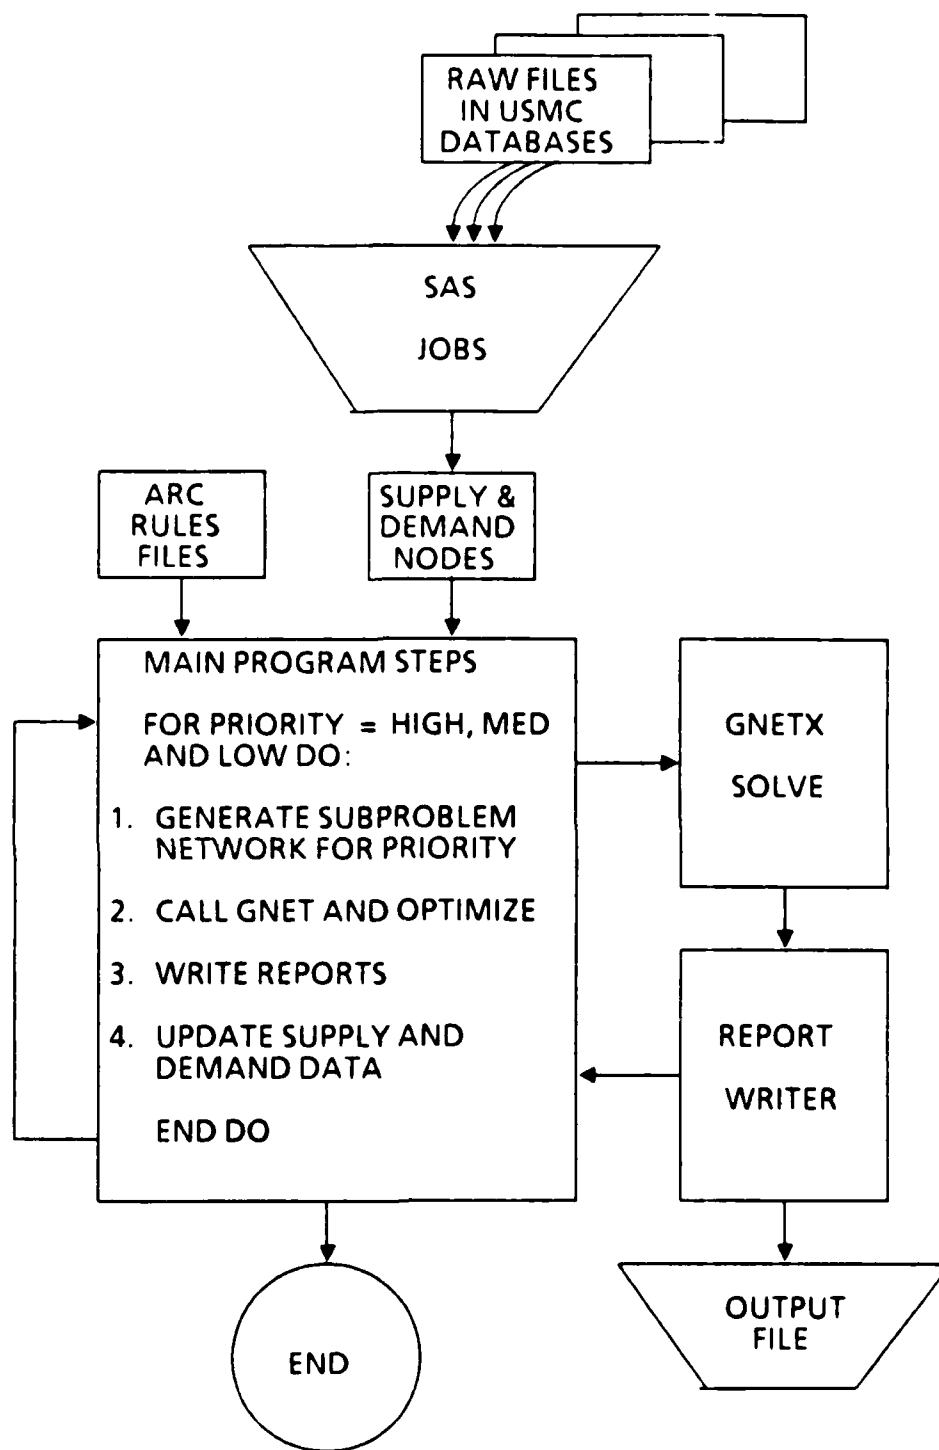 RAW FILES
IN USMC
DATABASES
SAS
JOBS
ARC
RULES
FILES
SUPPLY &
DEMAND
NODES
MAIN PROGRAM STEPS
FOR PRIORITY = HIGH, MED
AND LOW DO:
1. GENERATE SUBPROBLEM
NETWORK FOR PRIORITY
2. CALL GNET AND OPTIMIZE
3. WRITE REPORTS
4. UPDATE SUPPLY AND
DEMAND DATA
END DO
GNETX
SOLVE
REPORT
WRITER
END
OUTPUT
FILE